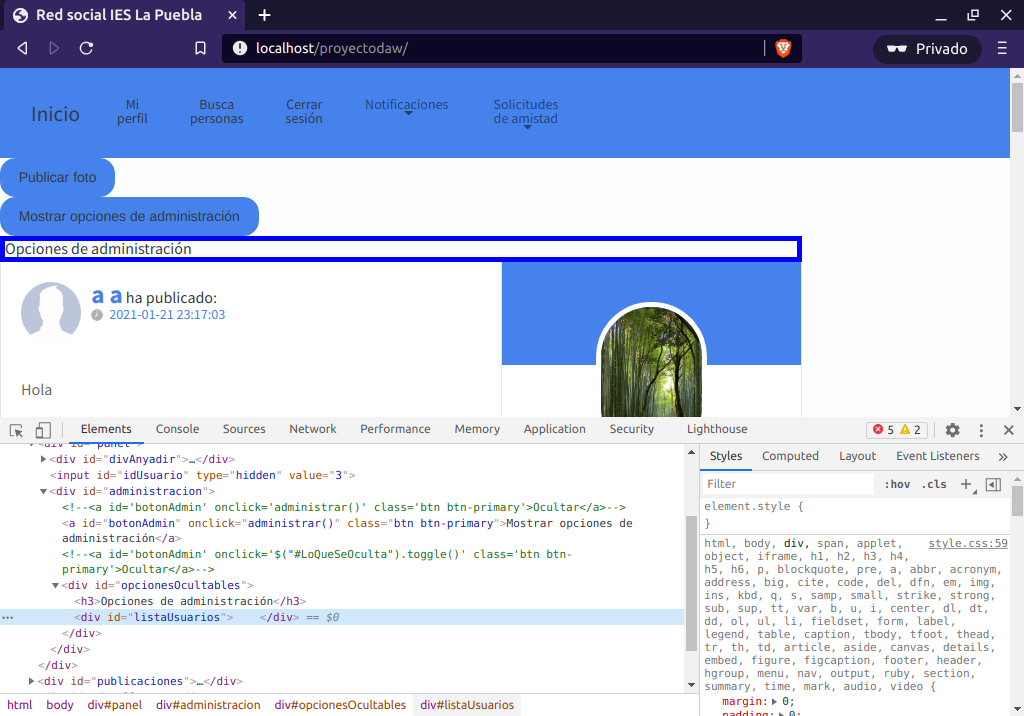 Red social IES La Puebla
localhost/proyectodaw/
Privado
Inicio
Mi
perfil
Busca
personas
Cerrar
sesión
Notificaciones
Solicitudes
de amistad
Publicar foto
Mostrar opciones de administración
Opciones de administración
a a ha publicado:
2021-01-21 23:17:03
Hola
Elements Console Sources Network Performance Memory Application Security Lighthouse 5 2
<div id="panel">
<div id="divAnyadir">…</div>
<input id="idUsuario" type="hidden" value="3">
<div id="administracion">
<!--<a id='botonAdmin' onclick='administrar()' class='btn btn-primary'>Ocultar</a>-->
<a id="botonAdmin" onclick="administrar()" class="btn btn-primary">Mostrar opciones de
administración</a>
<!--<a id='botonAdmin' onclick='$("#LoQueSeOculta").toggle()' class='btn btn-
primary'>Ocultar</a>-->
<div id="opcionesOcultables">
<h3>Opciones de administración</h3>
<div id="listaUsuarios"> </div> == $0
</div>
</div>
</div>
<div id="publicaciones">…</div>
html body div#panel div#administracion div#opcionesOcultables div#listaUsuarios
Styles Computed Layout Event Listeners »
Filter :hov .cls
element.style {
}
html, body, div, span, applet, style.css:59
object, iframe, h1, h2, h3, h4,
h5, h6, p, blockquote, pre, a, abbr, acronym,
address, big, cite, code, del, dfn, em, img,
ins, kbd, q, s, samp, small, strike, strong,
sub, sup, tt, var, b, u, i, center, dl, dt,
dd, ol, ul, li, fieldset, form, label,
legend, table, caption, tbody, tfoot, thead,
tr, th, td, article, aside, canvas, details,
embed, figure, figcaption, footer, header,
hgroup, menu, nav, output, ruby, section,
summary, time, mark, audio, video {
margin: 0;
padding: 0;